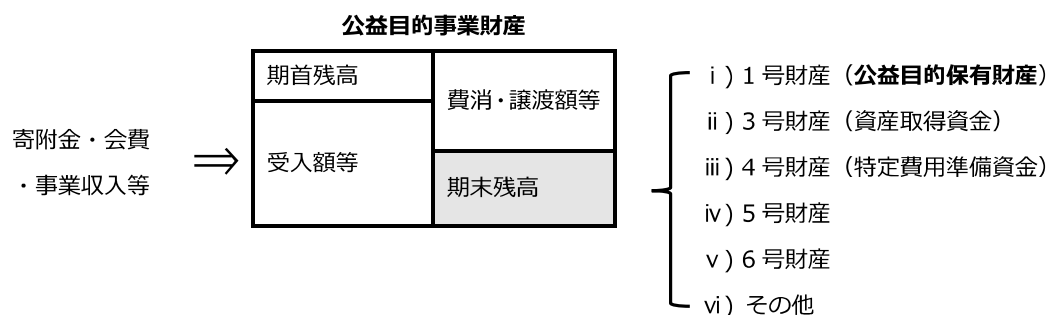 公益目的事業財産
寄附金・会費
・事業収入等
期首残高
受入額等
費消・譲渡額等
期末残高
ⅰ）1 号財産（公益目的保有財産）
ⅱ）3 号財産（資産取得資金）
ⅲ）4 号財産（特定費用準備資金）
ⅳ）5 号財産
ⅴ）6 号財産
ⅵ）その他